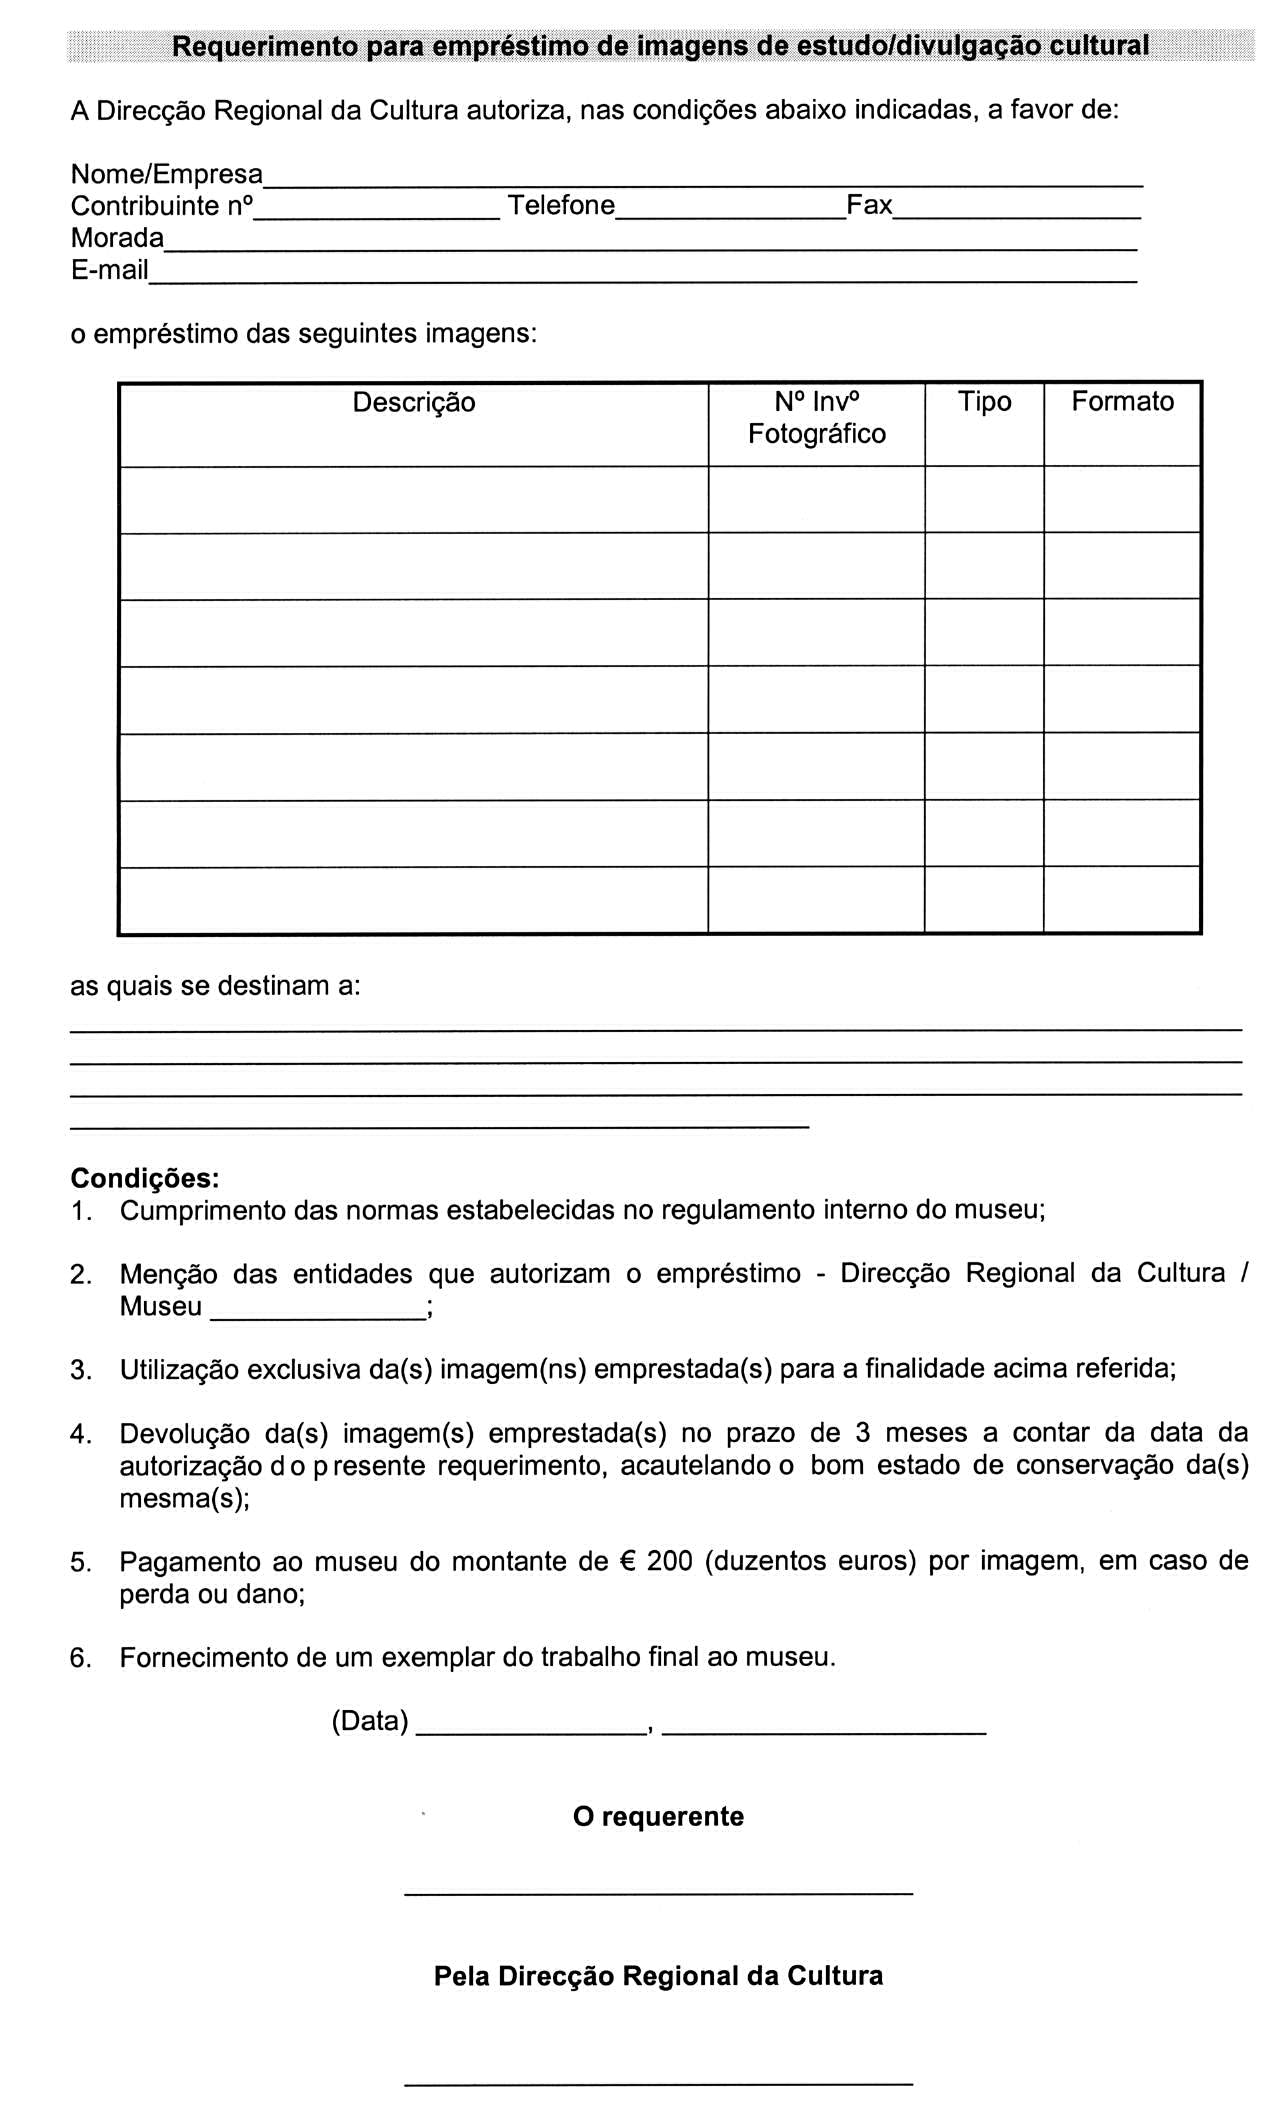 Requerimento para empréstimo de imagens de estudo/divulgação cultural
A Direcção Regional da Cultura autoriza, nas condições abaixo indicadas, a favor de:
Nome/Empresa
Contribuinte nº Telefone Fax
Morada
E-mail
o empréstimo das seguintes imagens:
Descrição Nº Invº Tipo Formato
Fotográfico
as quais se destinam a:
Condições:
1. Cumprimento das normas estabelecidas no regulamento interno do museu;
2. Menção das entidades que autorizam o empréstimo - Direcção Regional da Cultura /
Museu _______________;
3. Utilização exclusiva da(s) imagem(ns) emprestada(s) para a finalidade acima referida;
4. Devolução da(s) imagem(s) emprestada(s) no prazo de 3 meses a contar da data da
autorização do presente requerimento, acautelando o bom estado de conservação da(s)
mesma(s);
5. Pagamento ao museu do montante de € 200 (duzentos euros) por imagem, em caso de
perda ou dano;
6. Fornecimento de um exemplar do trabalho final ao museu.
(Data) ________________, ______________________
O requerente
Pela Direcção Regional da Cultura